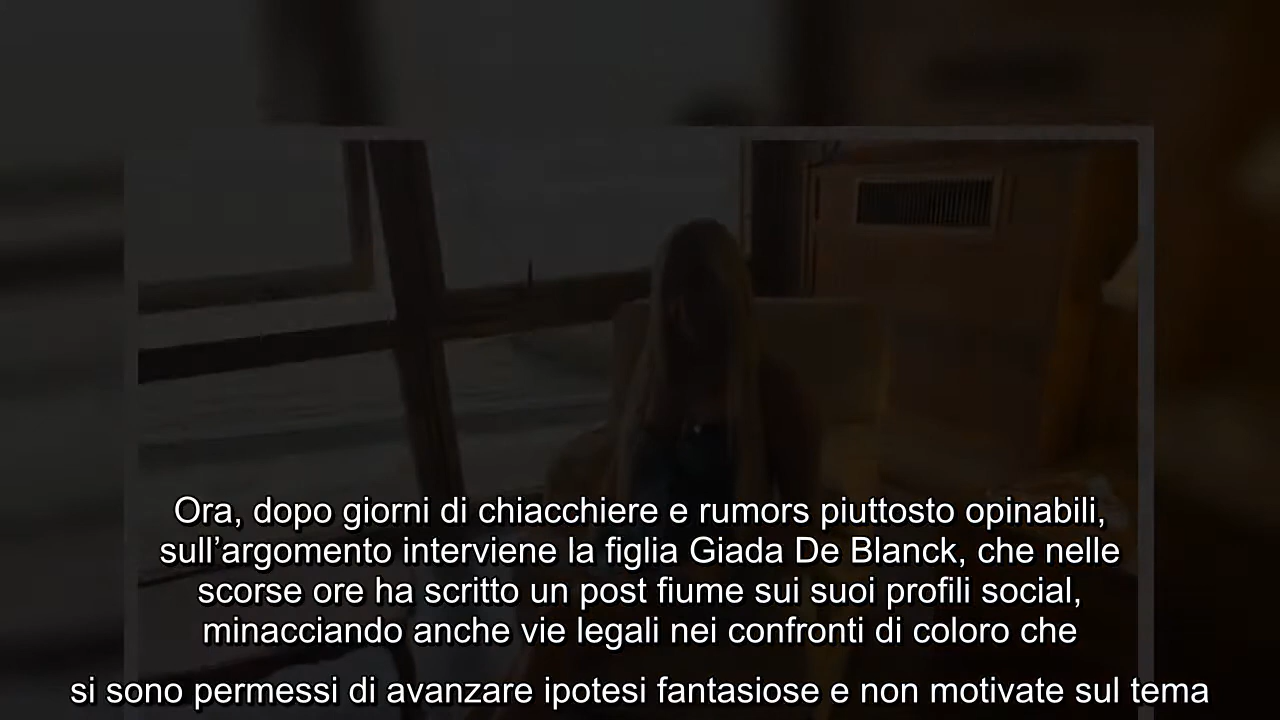 Ora, dopo giorni di chiacchiere e rumors piuttosto opinabili,
sull’argomento interviene la figlia Giada De Blanck, che nelle
scorse ore ha scritto un post fiume sui suoi profili social,
minacciando anche vie legali nei confronti di coloro che
si sono permessi di avanzare ipotesi fantasiose e non motivate sul tema